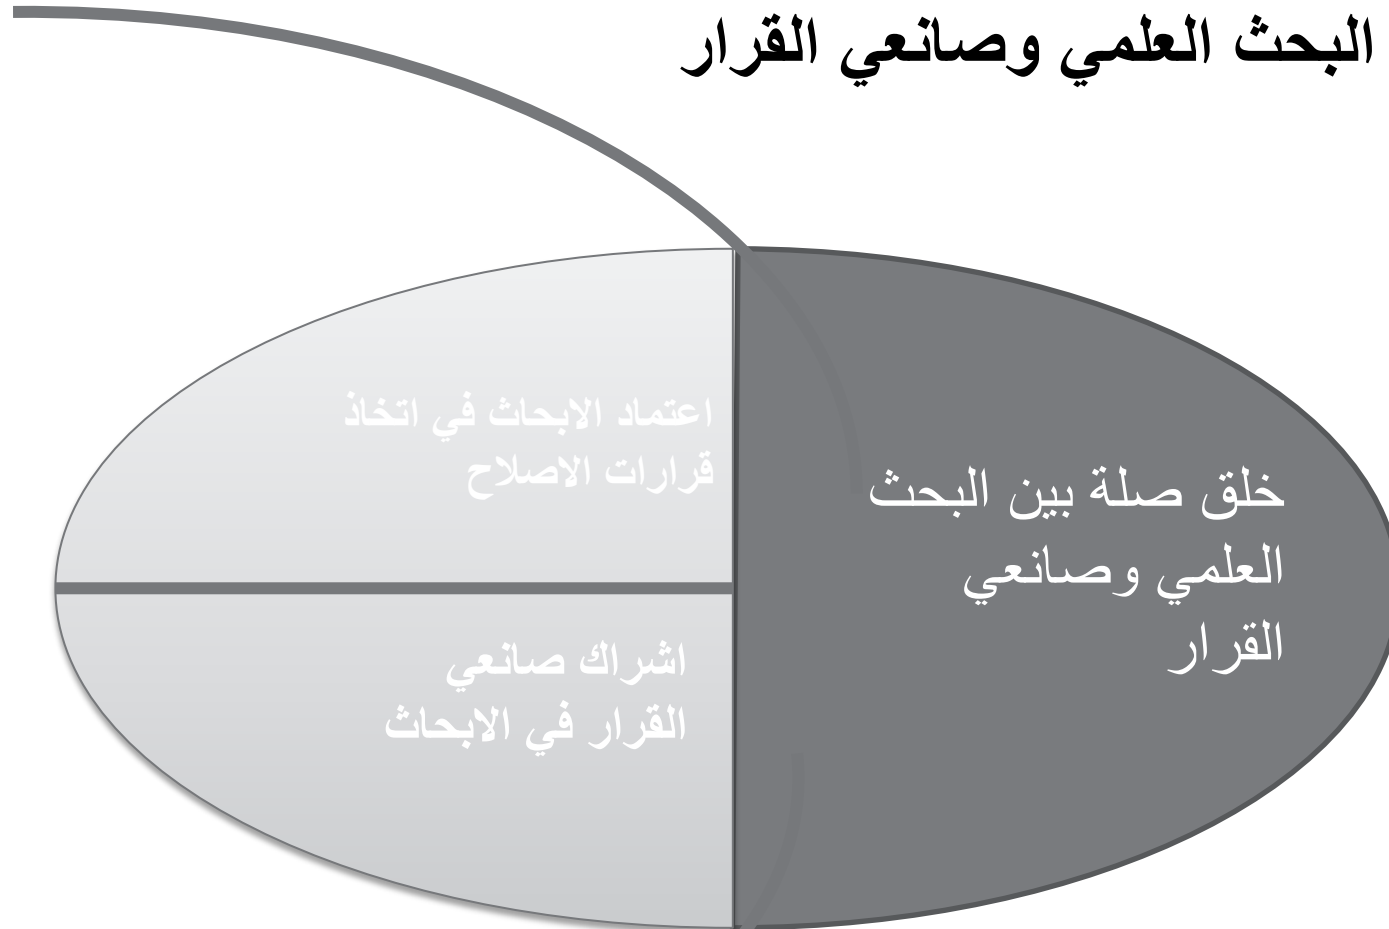 البحث العلمي وصانعي القرار
خلق صلة بين البحث
العلمي وصانعي
القرار
اعتماد الابحاث في اتخاذ
قرارات الاصلاح
اشراك صانعي
القرار في الابحاث